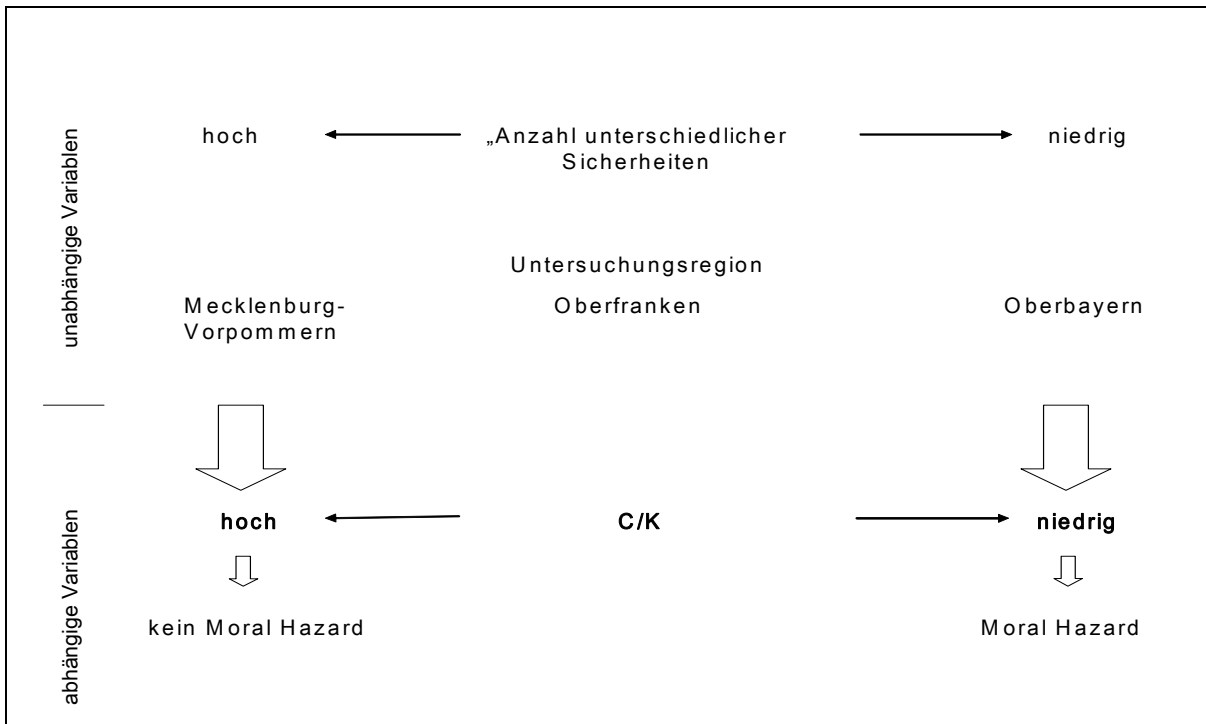 unabhängige Variablen
hoch
„Anzahl unterschiedlicher
Sicherheiten
niedrig
Untersuchungsregion
Mecklenburg-
Vorpommern
Oberfranken
Oberbayern
abhängige Variablen
hoch
C/K
niedrig
kein Moral Hazard
Moral Hazard